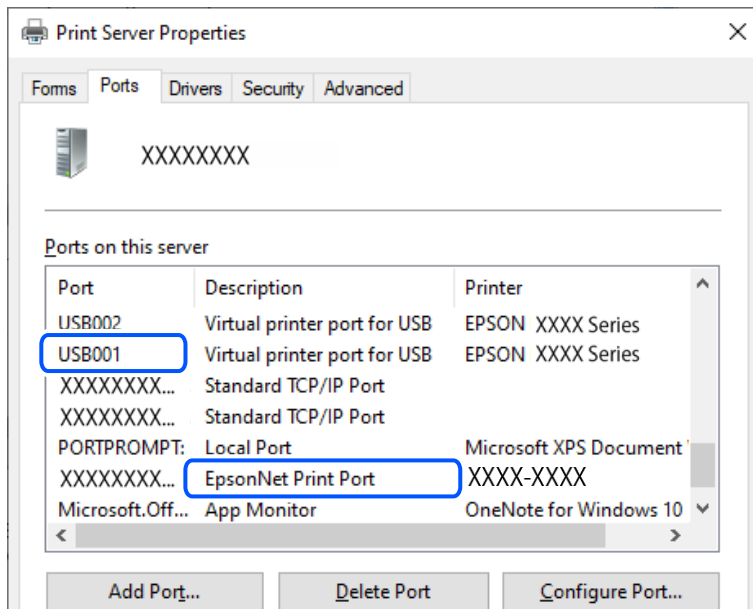 Print Server Properties
Forms Ports Drivers Security Advanced
XXXXXXXX
Ports on this server
Port Description Printer
USB002 Virtual printer port for USB EPSON XXXX Series
USB001 Virtual printer port for USB EPSON XXXX Series
XXXXXXXX... Standard TCP/IP Port
XXXXXXXX... Standard TCP/IP Port
PORTPROMPT: Local Port Microsoft XPS Document
XXXXXXXX... EpsonNet Print Port XXXX-XXXX
Microsoft.Off... App Monitor OneNote for Windows 10
Add Port... Delete Port Configure Port...